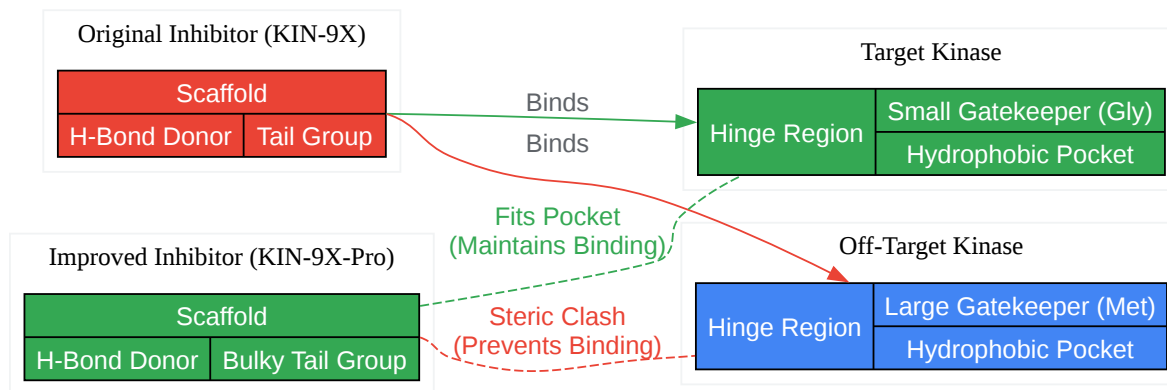 Original Inhibitor (KIN-9X)
Scaffold
H-Bond Donor
Tail Group
Binds
Binds
Target Kinase
Hinge Region
Small Gatekeeper (Gly)
Hydrophobic Pocket
Improved Inhibitor (KIN-9X-Pro)
Scaffold
H-Bond Donor
Bulky Tail Group
Fits Pocket
(Maintains Binding)
Steric Clash
(Prevents Binding)
Off-Target Kinase
Hinge Region
Large Gatekeeper (Met)
Hydrophobic Pocket